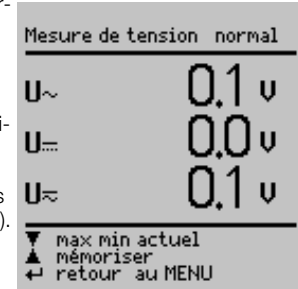 Mesure de tension normal
U~ 0.1 V
U⎓ 0.0 V
U≂ 0.1 V
▼ max min actuel
▲ mémoriser
↵ retour au MENU
-
i-
s
).